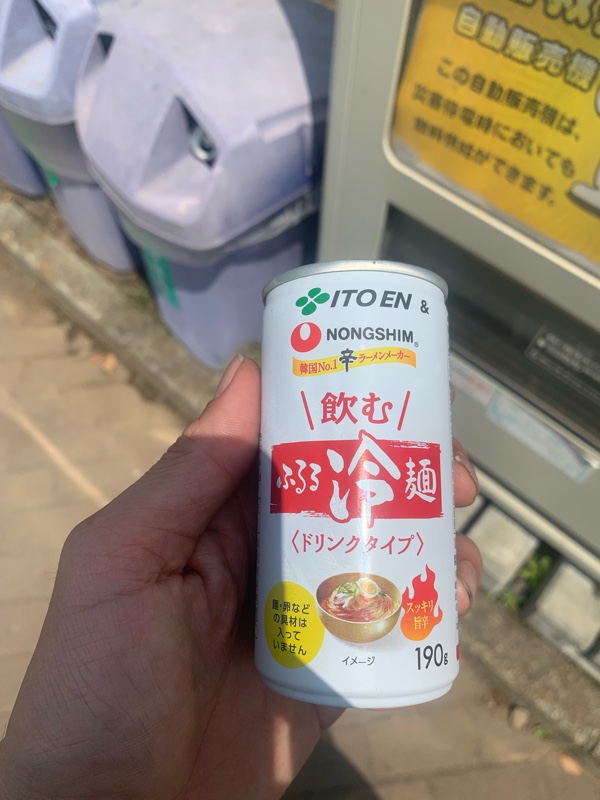 自動販売機
この自動販売機は、
災害停電時においても
ができます。
ITO EN &
NONGSHIM®
韓国No.1 辛 ラーメンメーカー
\飲む/
ふるる冷麺
〈ドリンクタイプ〉
麺・卵など
の具材は
入って
いません
スッキリ
旨辛
イメージ
190g